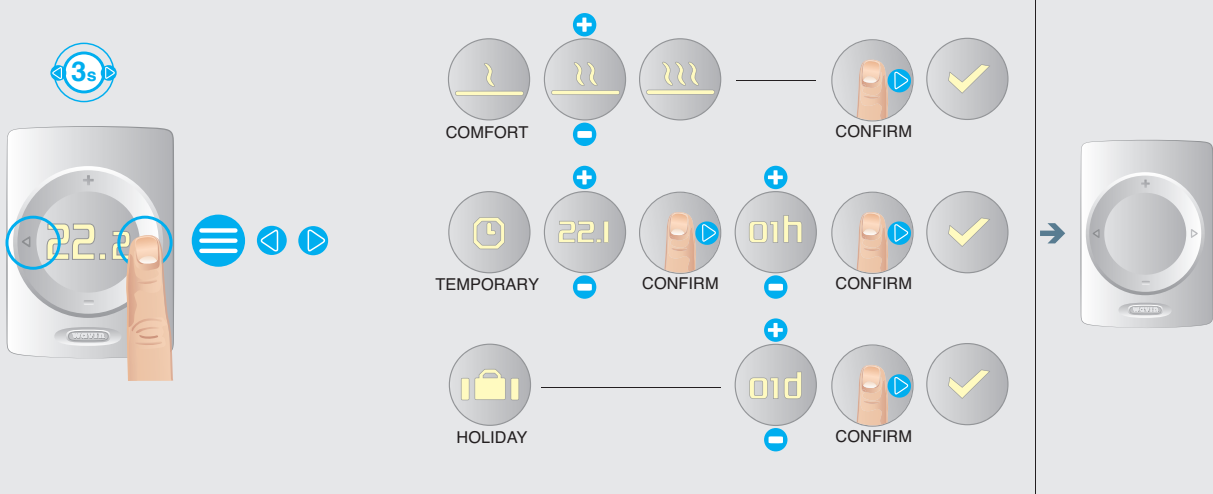 3s
22.2
wavin
COMFORT
CONFIRM
22.1
01h
TEMPORARY
CONFIRM
CONFIRM
01d
HOLIDAY
CONFIRM
wavin